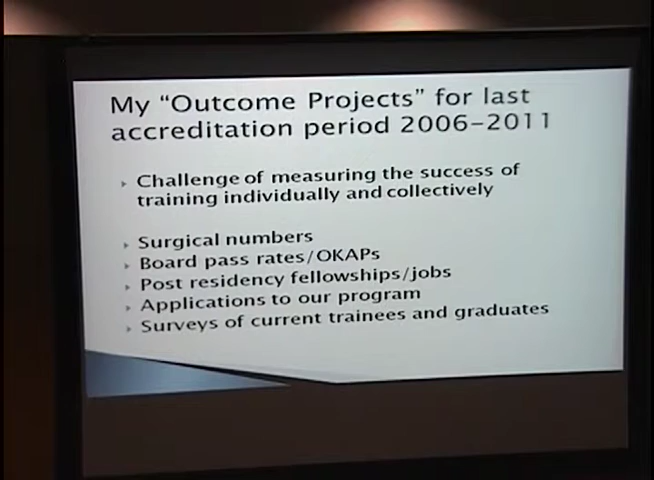 My “Outcome Projects” for last
accreditation period 2006–2011
Challenge of measuring the success of
training individually and collectively
Surgical numbers
Board pass rates/OKAPs
Post residency fellowships/jobs
Applications to our program
Surveys of current trainees and graduates